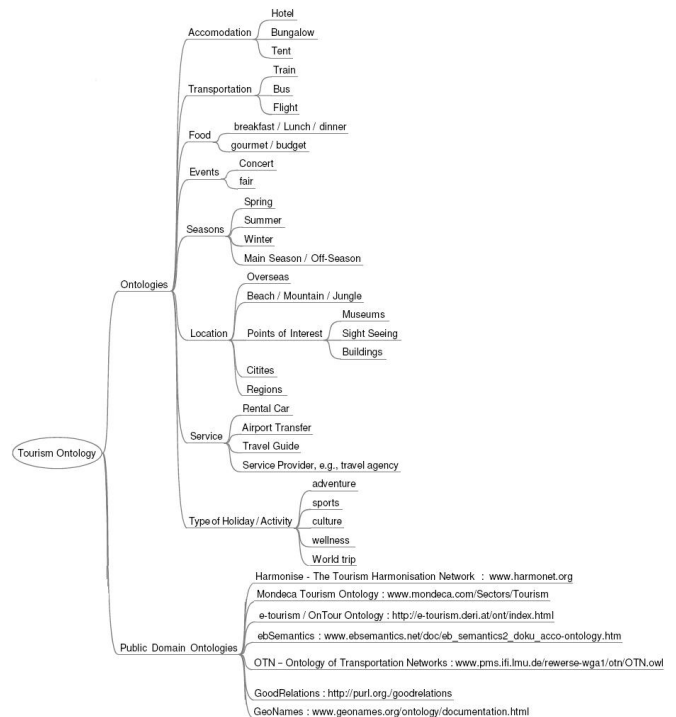 Hotel
Accomodation
Bungalow
Tent
Train
Transportation
Bus
Flight
breakfast / Lunch / dinner
Food
gourmet / budget
Concert
Events
fair
Spring
Summer
Seasons
Winter
Main Season / Off-Season
Overseas
Ontologies
Beach / Mountain / Jungle
Museums
Location
Points of Interest
Sight Seeing
Buildings
Citites
Regions
Rental Car
Airport Transfer
Service
Travel Guide
Tourism Ontology
Service Provider, e.g., travel agency
adventure
sports
Type of Holiday / Activity
culture
wellness
World trip
Harmonise - The Tourism Harmonisation Network : www.harmonet.org
Mondeca Tourism Ontology : www.mondeca.com/Sectors/Tourism
e-tourism / OnTour Ontology : http://e-tourism.deri.at/ont/index.html
ebSemantics : www.ebsemantics.net/doc/eb_semantics2_doku_acco-ontology.htm
Public Domain Ontologies
OTN – Ontology of Transportation Networks : www.pms.ifi.lmu.de/rewerse-wga1/otn/OTN.owl
GoodRelations : http://purl.org./goodrelations
GeoNames : www.geonames.org/ontology/documentation.html